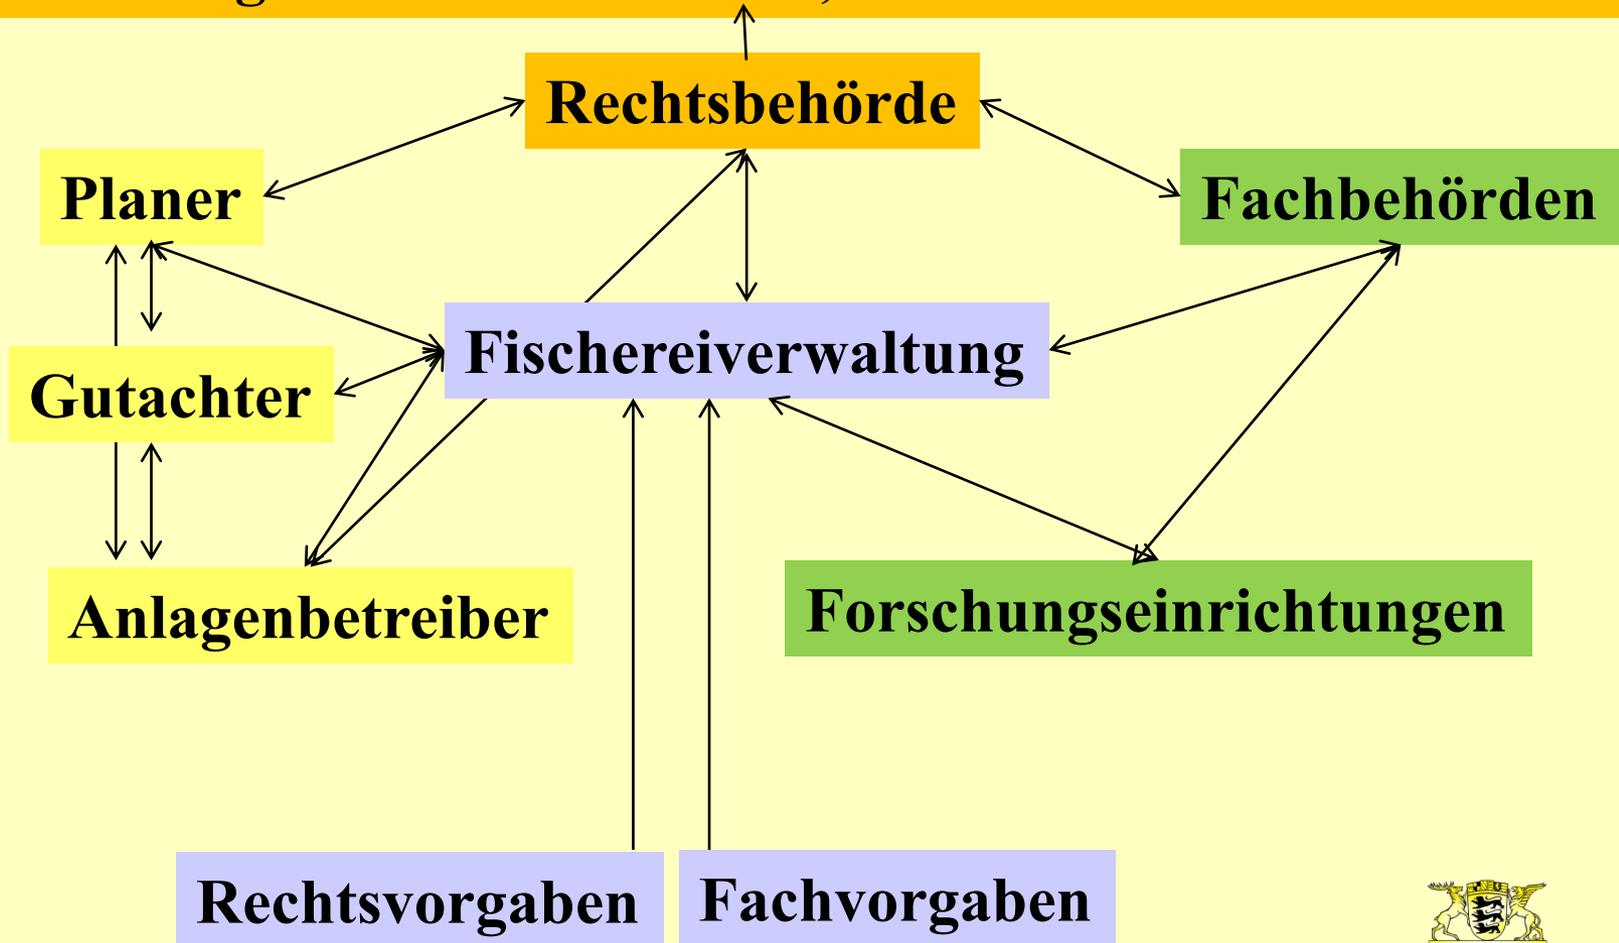 Rechtsbehörde
Planer
Fachbehörden
Fischereiverwaltung
Gutachter
Anlagenbetreiber
Forschungseinrichtungen
Rechtsvorgaben
Fachvorgaben